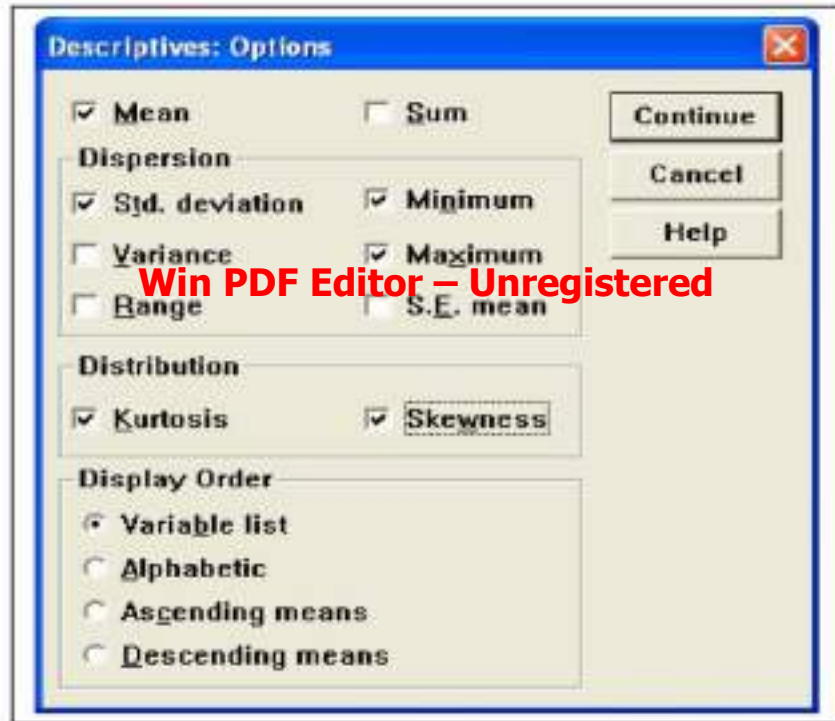 Descriptives: Options
Mean Sum Continue
Dispersion
Cancel
Std. deviation Minimum
Help
Variance Maximum
Win PDF Editor – Unregistered
Range S.E. mean
Distribution
Kurtosis Skewness
Display Order
Variable list
Alphabetic
Ascending means
Descending means